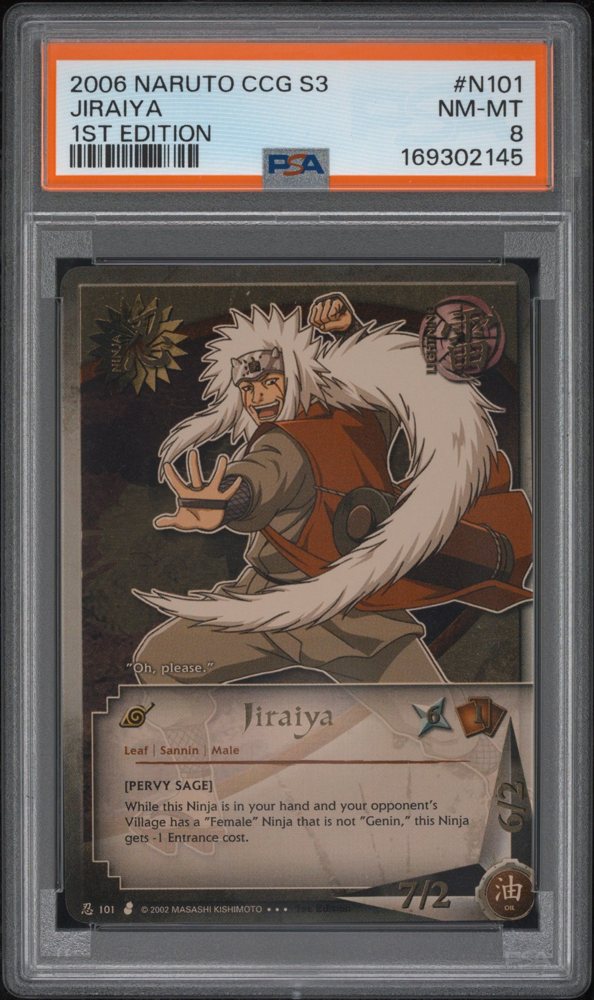 2006 NARUTO CCG S3 #N101
JIRAIYA NM-MT
1ST EDITION 8
PSA 169302145
NINJA
LIGHTNING
"Oh, please."
Jiraiya 6 1
Leaf | Sannin | Male
[PERVY SAGE]
While this Ninja is in your hand and your opponent's
Village has a "Female" Ninja that is not "Genin," this Ninja
gets -1 Entrance cost.
6/2
7/2
油
OIL
忍 101 © 2002 MASASHI KISHIMOTO